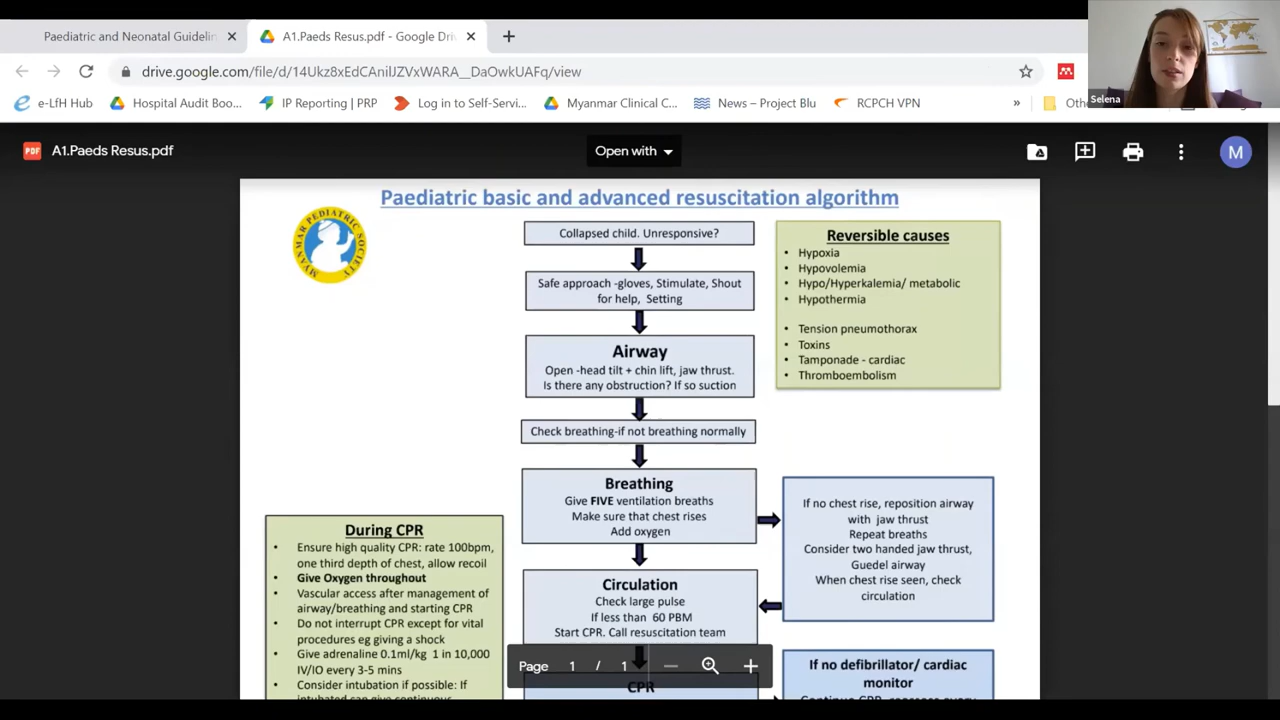 Paediatric and Neonatal Guidelin
A1.Paeds Resus.pdf - Google Driv
drive.google.com/file/d/14Ukz8xEdCAniIJZVxWARA__DaOwkUAFq/view
e-LfH Hub
Hospital Audit Boo...
IP Reporting | PRP
Log in to Self-Servi...
Myanmar Clinical C...
News – Project Blu
RCPCH VPN
»
Selena
PDF
A1.Paeds Resus.pdf
Open with
M
Paediatric basic and advanced resuscitation algorithm
MYANMAR PEDIATRIC SOCIETY
Collapsed child. Unresponsive?
Safe approach -gloves, Stimulate, Shout
for help, Setting
Airway
Open -head tilt + chin lift, jaw thrust.
Is there any obstruction? If so suction
Check breathing-if not breathing normally
Breathing
Give FIVE ventilation breaths
Make sure that chest rises
Add oxygen
Circulation
Check large pulse
If less than 60 PBM
Start CPR. Call resuscitation team
CPR
Reversible causes
• Hypoxia
• Hypovolemia
• Hypo/Hyperkalemia/ metabolic
• Hypothermia
• Tension pneumothorax
• Toxins
• Tamponade - cardiac
• Thromboembolism
If no chest rise, reposition airway
with jaw thrust
Repeat breaths
Consider two handed jaw thrust,
Guedel airway
When chest rise seen, check
circulation
If no defibrillator/ cardiac
monitor
During CPR
• Ensure high quality CPR: rate 100bpm,
one third depth of chest, allow recoil
• Give Oxygen throughout
• Vascular access after management of
airway/breathing and starting CPR
• Do not interrupt CPR except for vital
procedures eg giving a shock
• Give adrenaline 0.1ml/kg 1 in 10,000
IV/IO every 3-5 mins
• Consider intubation if possible: If
intubated can give continuous
Page 1 / 1